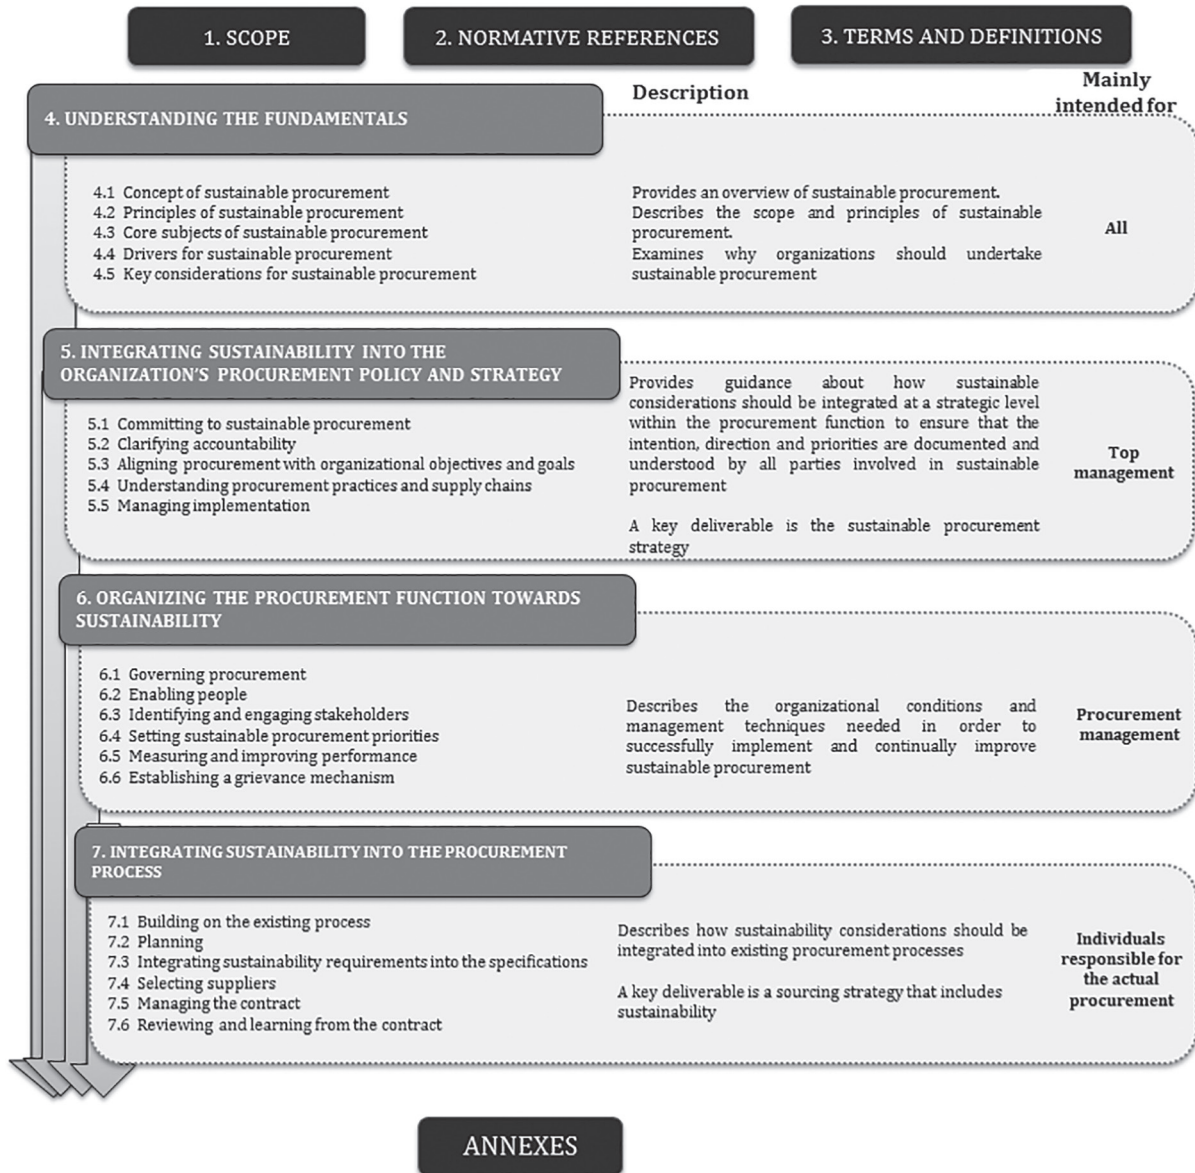 1. SCOPE
2. NORMATIVE REFERENCES
3. TERMS AND DEFINITIONS
Description
Mainly
intended for
4. UNDERSTANDING THE FUNDAMENTALS
4.1 Concept of sustainable procurement
4.2 Principles of sustainable procurement
4.3 Core subjects of sustainable procurement
4.4 Drivers for sustainable procurement
4.5 Key considerations for sustainable procurement
Provides an overview of sustainable procurement.
Describes the scope and principles of sustainable
procurement.
Examines why organizations should undertake
sustainable procurement
All
5. INTEGRATING SUSTAINABILITY INTO THE
ORGANIZATION'S PROCUREMENT POLICY AND STRATEGY
5.1 Committing to sustainable procurement
5.2 Clarifying accountability
5.3 Aligning procurement with organizational objectives and goals
5.4 Understanding procurement practices and supply chains
5.5 Managing implementation
Provides guidance about how sustainable
considerations should be integrated at a strategic level
within the procurement function to ensure that the
intention, direction and priorities are documented and
understood by all parties involved in sustainable
procurement
A key deliverable is the sustainable procurement
strategy
Top
management
6. ORGANIZING THE PROCUREMENT FUNCTION TOWARDS
SUSTAINABILITY
6.1 Governing procurement
6.2 Enabling people
6.3 Identifying and engaging stakeholders
6.4 Setting sustainable procurement priorities
6.5 Measuring and improving performance
6.6 Establishing a grievance mechanism
Describes the organizational conditions and
management techniques needed in order to
successfully implement and continually improve
sustainable procurement
Procurement
management
7. INTEGRATING SUSTAINABILITY INTO THE PROCUREMENT
PROCESS
7.1 Building on the existing process
7.2 Planning
7.3 Integrating sustainability requirements into the specifications
7.4 Selecting suppliers
7.5 Managing the contract
7.6 Reviewing and learning from the contract
Describes how sustainability considerations should be
integrated into existing procurement processes
A key deliverable is a sourcing strategy that includes
sustainability
Individuals
responsible for
the actual
procurement
ANNEXES